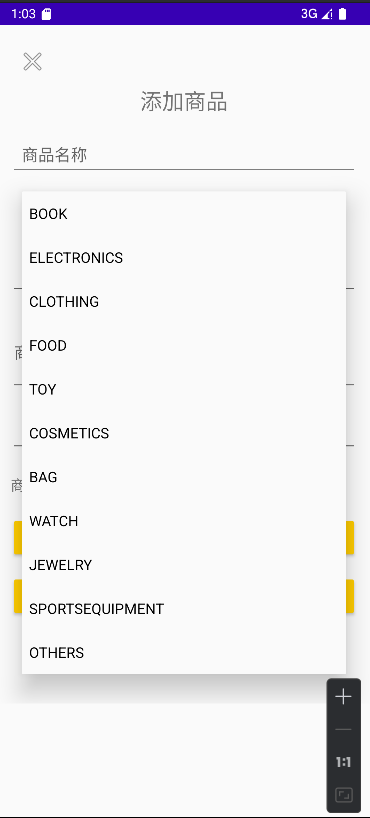 1:03
3G
添加商品
商品名称
BOOK
ELECTRONICS
CLOTHING
FOOD
TOY
COSMETICS
BAG
WATCH
JEWELRY
SPORTSEQUIPMENT
OTHERS
1:1